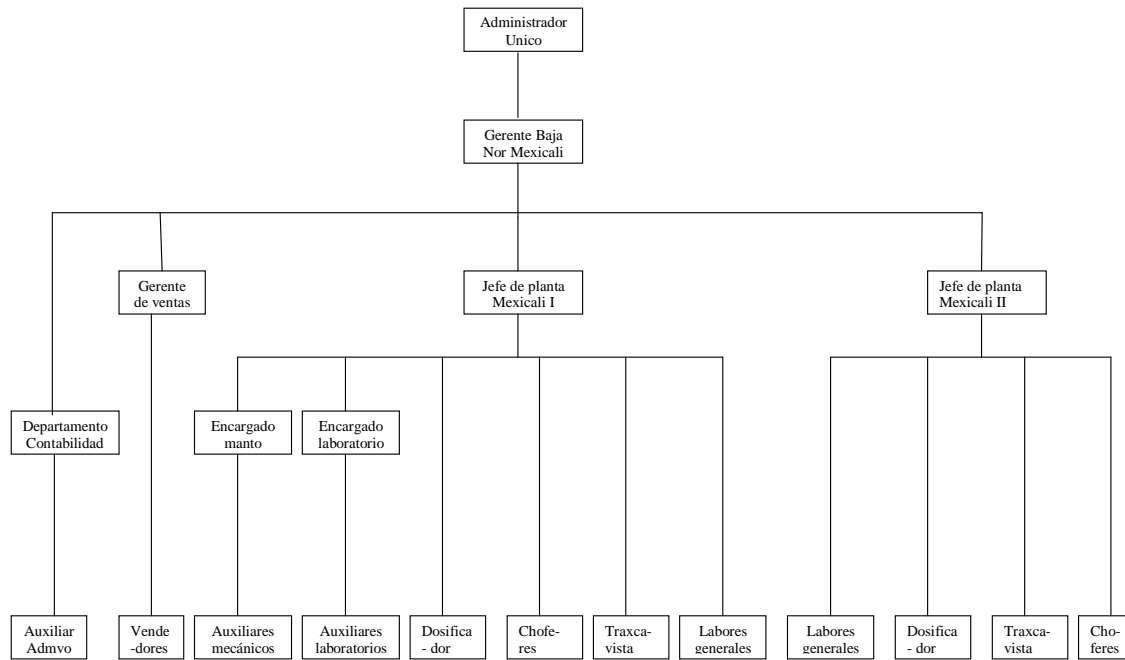 Administrador
Unico
Gerente Baja
Nor Mexicali
Gerente
de ventas
Jefe de planta
Mexicali I
Jefe de planta
Mexicali II
Departamento
Contabilidad
Encargado
manto
Encargado
laboratorio
Auxiliar
Admvo
Vende
-dores
Auxiliares
mecánicos
Auxiliares
laboratorios
Dosifica
- dor
Chofe-
res
Traxca-
vista
Labores
generales
Labores
generales
Dosifica
- dor
Traxca-
vista
Cho-
feres